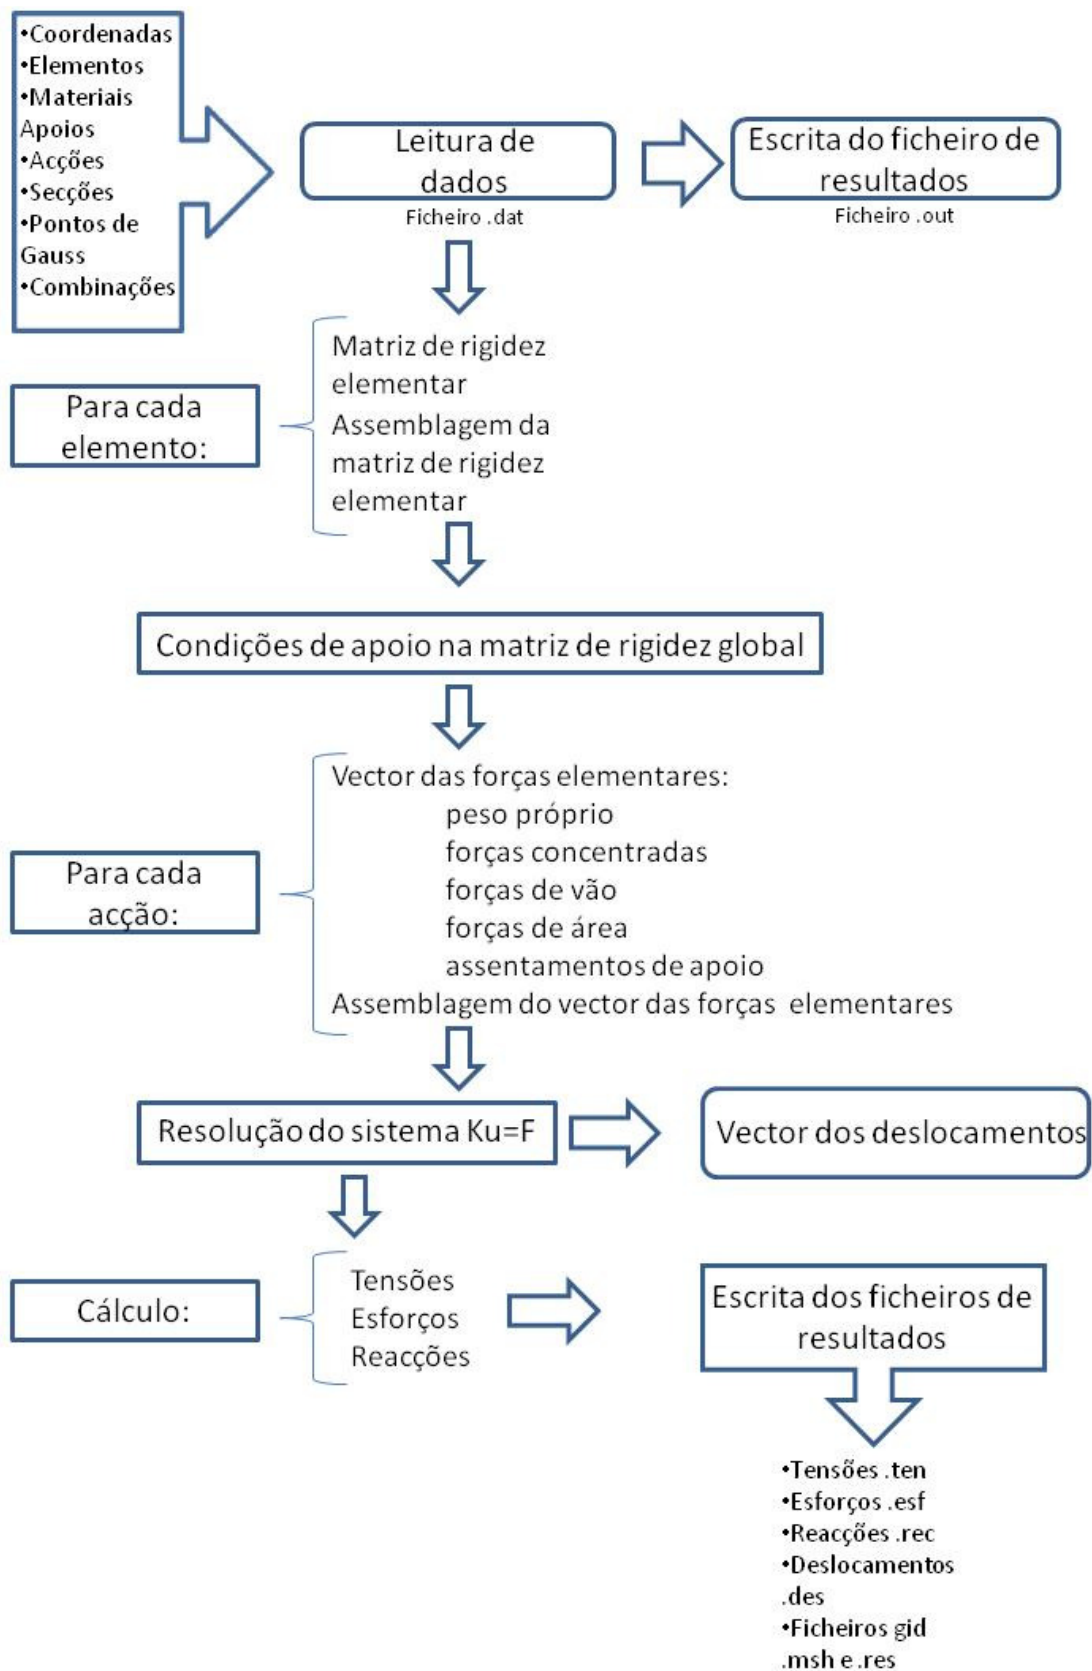 •Coordenadas
•Elementos
•Materiais
Apoios
•Acções
•Secções
•Pontos de
Gauss
•Combinações
Leitura de
dados
Ficheiro .dat
Escrita do ficheiro de
resultados
Ficheiro .out
Para cada
elemento:
Matriz de rigidez
elementar
Assemblagem da
matriz de rigidez
elementar
Condições de apoio na matriz de rigidez global
Para cada
acção:
Vector das forças elementares:
peso próprio
forças concentradas
forças de vão
forças de área
assentamentos de apoio
Assemblagem do vector das forças elementares
Resolução do sistema Ku=F
Vector dos deslocamentos
Cálculo:
Tensões
Esforços
Reacções
Escrita dos ficheiros de
resultados
•Tensões .ten
•Esforços .esf
•Reacções .rec
•Deslocamentos
.des
•Ficheiros gid
.msh e .res